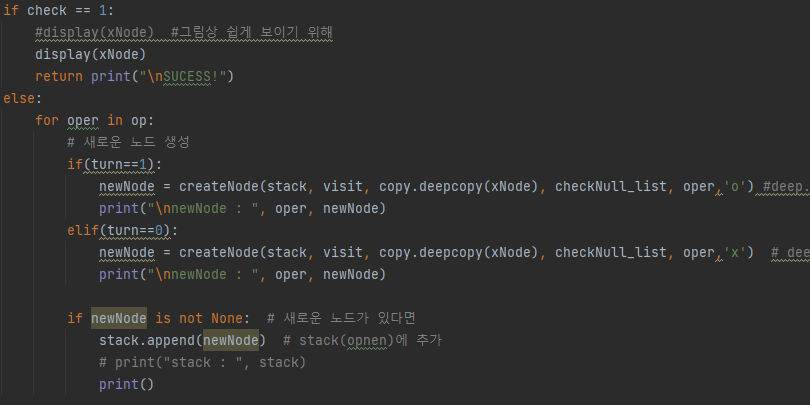 if check == 1:
#display(xNode)  #그림상 쉽게 보이기 위해
display(xNode)
return print("\nSUCESS!")
else:
for oper in op:
# 새로운 노드 생성
if(turn==1):
newNode = createNode(stack, visit, copy.deepcopy(xNode), checkNull_list, oper,'o') #deep.
print("\nnewNode : ", oper, newNode)
elif(turn==0):
newNode = createNode(stack, visit, copy.deepcopy(xNode), checkNull_list, oper,'x')  # dee
print("\nnewNode : ", oper, newNode)
if newNode is not None:  # 새로운 노드가 있다면
stack.append(newNode)  # stack(opnen)에 추가
# print("stack : ", stack)
print()